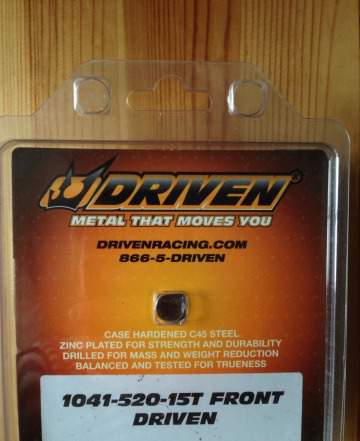 DRIVEN
METAL THAT MOVES YOU
DRIVENRACING.COM
866-5-DRIVEN
CASE HARDENED C45 STEEL
ZINC PLATED FOR STRENGTH AND DURABILITY
DRILLED FOR MASS AND WEIGHT REDUCTION
BALANCED AND TESTED FOR TRUENESS
1041-520-15T FRONT
DRIVEN